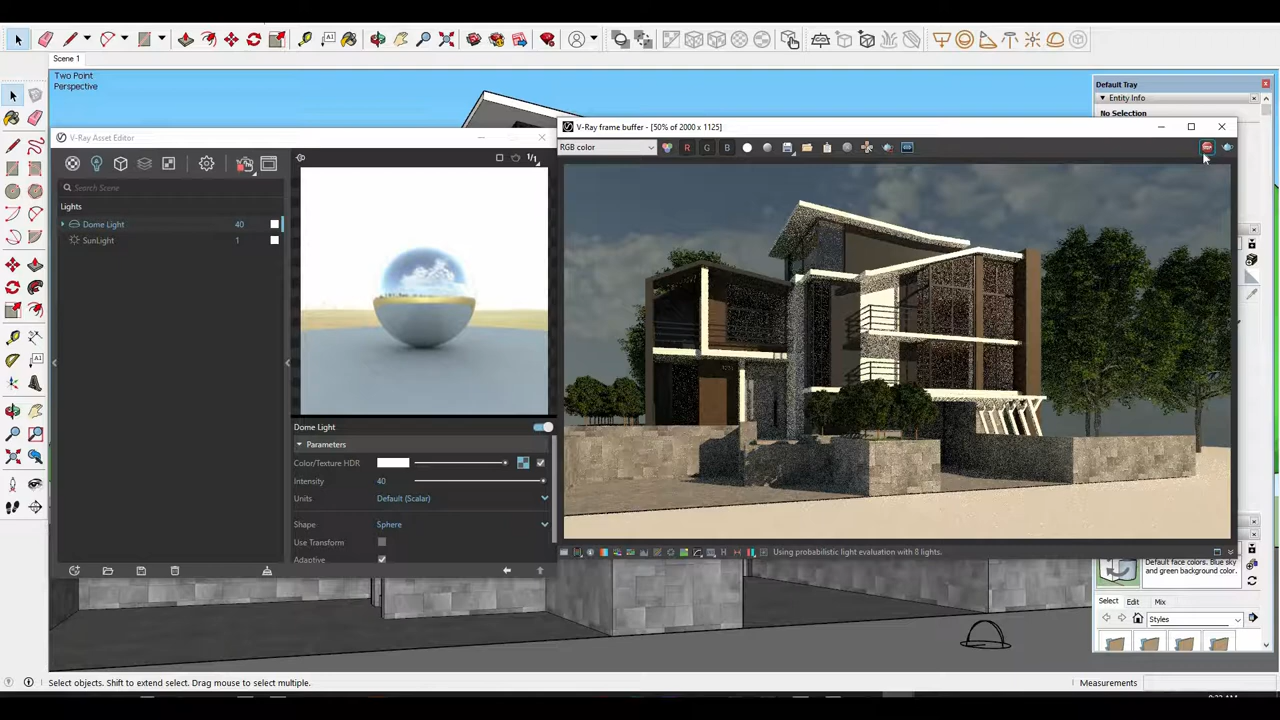 Scene 1
Two Point
Perspective
Default Tray
Entity Info
No Selection
V-Ray Asset Editor
1/1
Search Scene
Lights
Dome Light 40
SunLight 1
Dome Light
Parameters
Color/Texture HDR
Intensity 40
Units Default (Scalar)
Shape Sphere
Use Transform
Adaptive
V-Ray frame buffer - [50% of 2000 x 1125]
RGB color
R G B
H
Using probabilistic light evaluation with 8 lights.
Default face colors. Blue sky
and green background color.
Select Edit Mix
Styles
Select objects. Shift to extend select. Drag mouse to select multiple.
Measurements